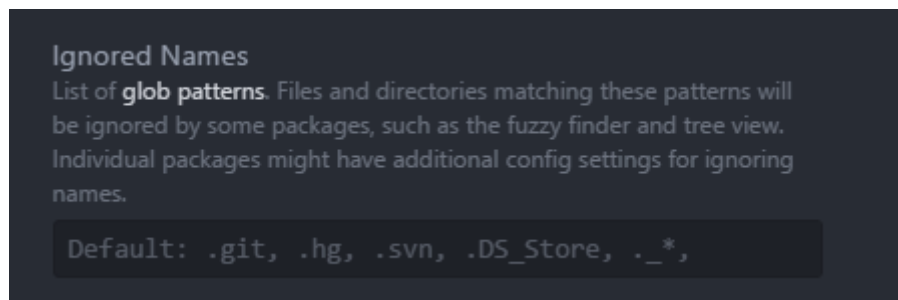 Ignored Names
List of glob patterns. Files and directories matching these patterns will
be ignored by some packages, such as the fuzzy finder and tree view.
Individual packages might have additional config settings for ignoring
names.
Default: .git, .hg, .svn, .DS_Store, ._*,